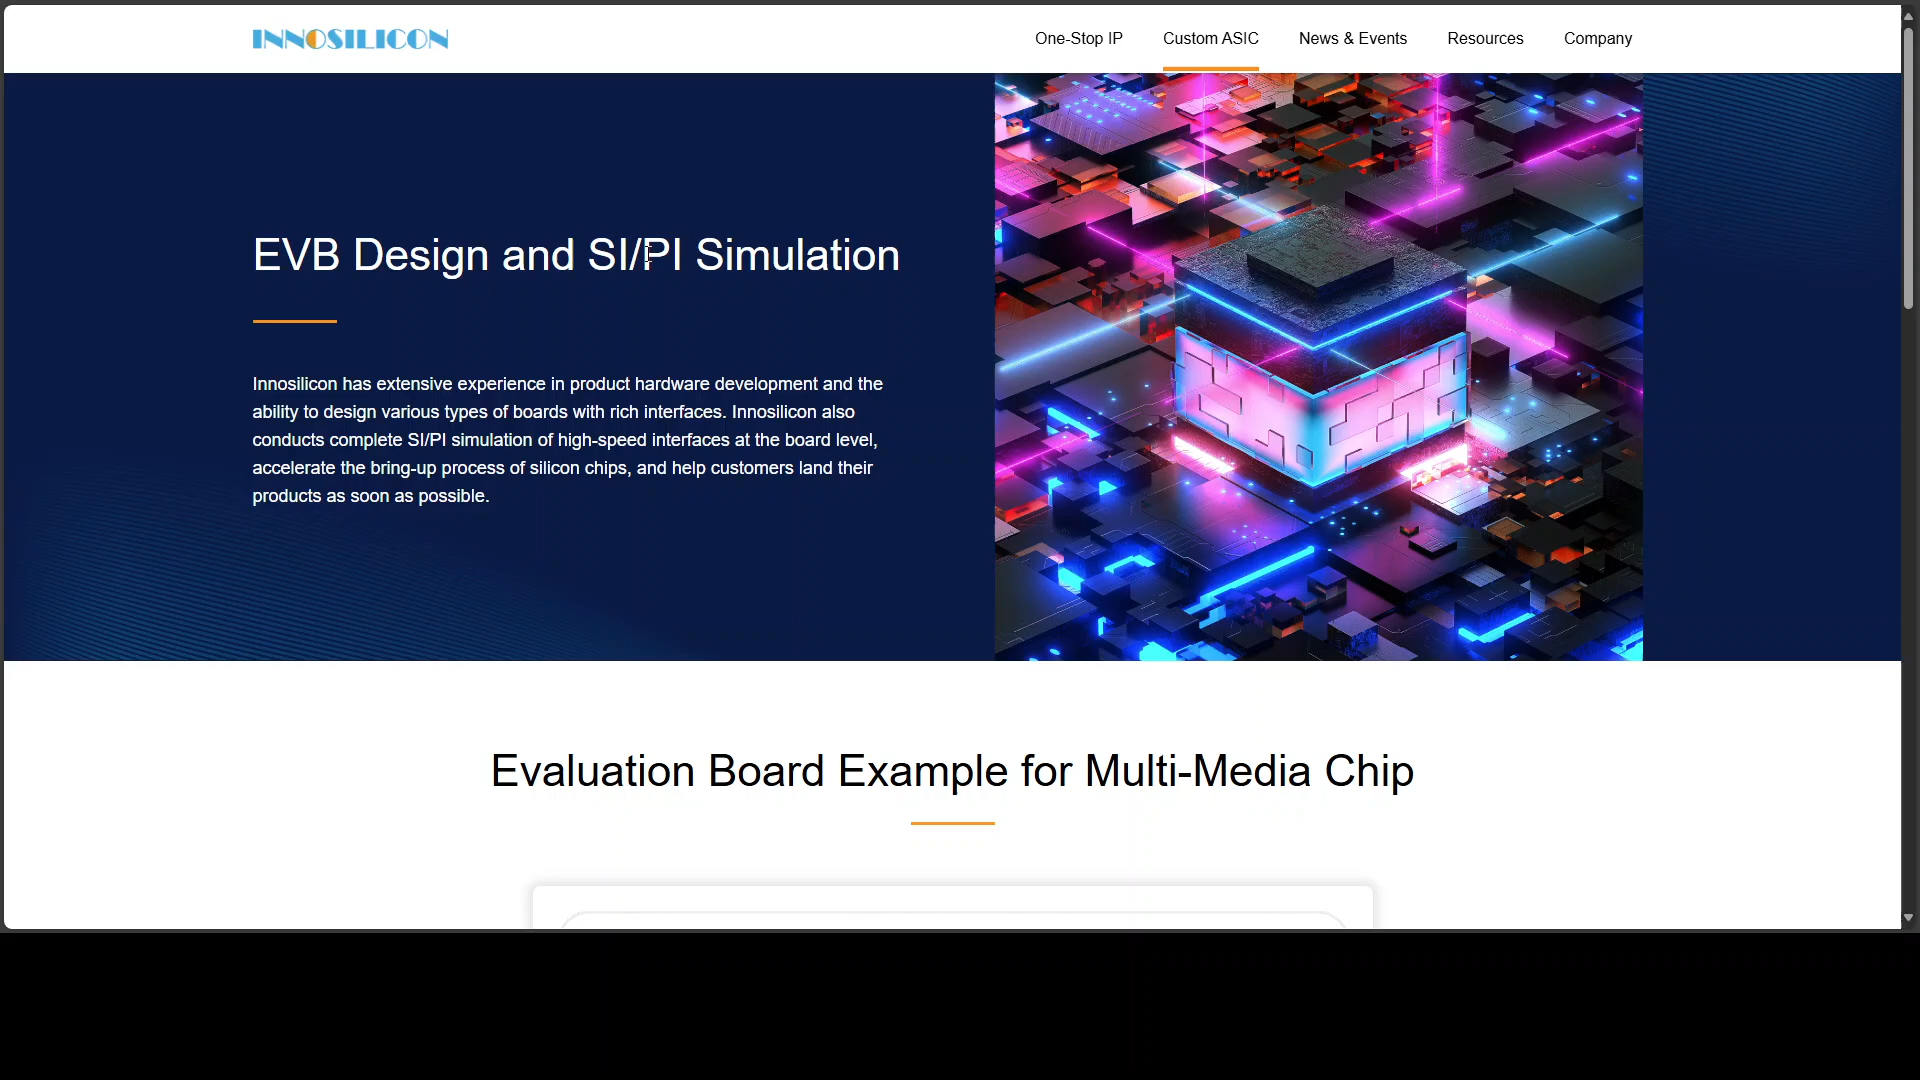 INNOSILICON
One-Stop IP
Custom ASIC
News & Events
Resources
Company
EVB Design and SI/PI Simulation
Innosilicon has extensive experience in product hardware development and the
ability to design various types of boards with rich interfaces. Innosilicon also
conducts complete SI/PI simulation of high-speed interfaces at the board level,
accelerate the bring-up process of silicon chips, and help customers land their
products as soon as possible.
Evaluation Board Example for Multi-Media Chip